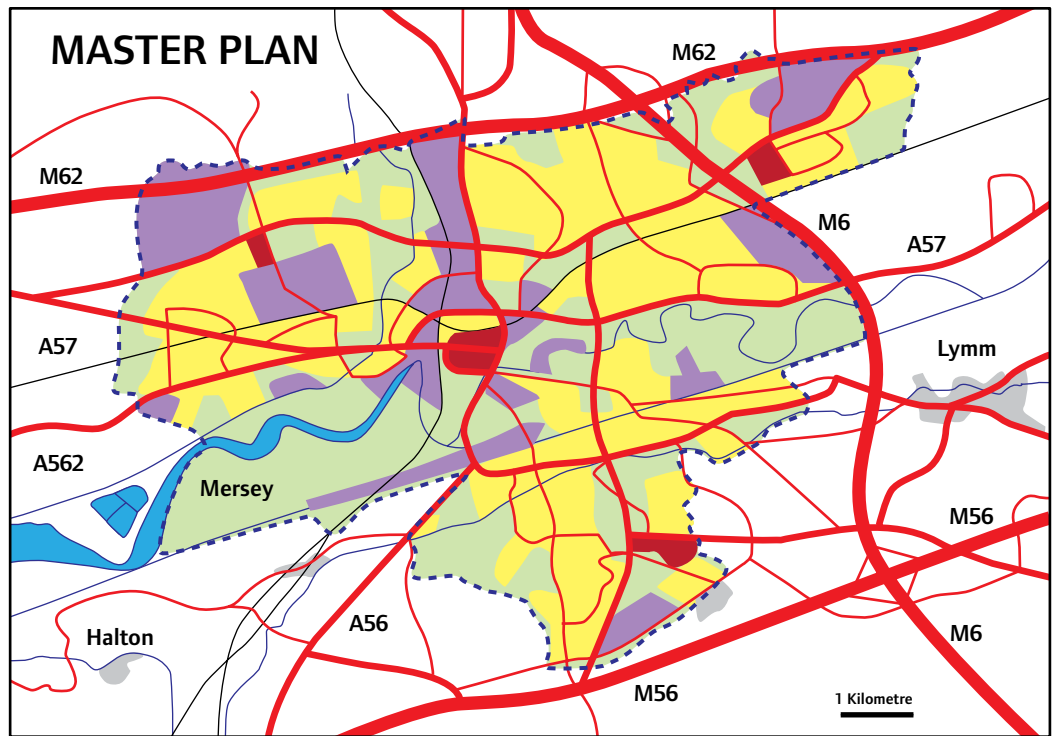 MASTER PLAN
M62
M62
M6
A57
A57
Lymm
A562
Mersey
M56
A56
Halton
M6
M56
1 Kilometre